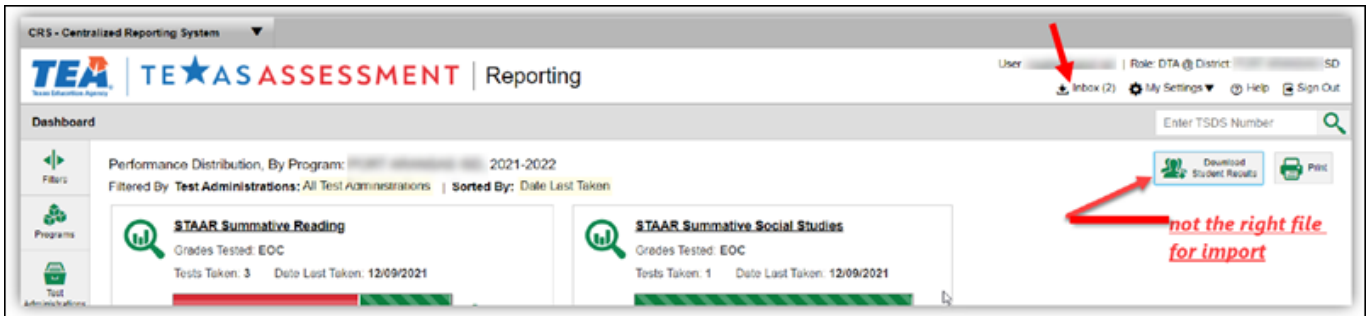 CRS - Centralized Reporting System ▼
TEA
Texas Education Agency
TEXAS ASSESSMENT | Reporting
User | Role: DTA @ District: SD
Inbox (2) My Settings ▼ Help Sign Out
Dashboard
Enter TSDS Number
Filters
Programs
Test Administrations
Performance Distribution, By Program: 2021-2022
Filtered By Test Administrations: All Test Administrations | Sorted By: Date Last Taken
Download Student Results
Print
STAAR Summative Reading
Grades Tested: EOC
Tests Taken: 3 Date Last Taken: 12/09/2021
STAAR Summative Social Studies
Grades Tested: EOC
Tests Taken: 1 Date Last Taken: 12/09/2021
not the right file
for import